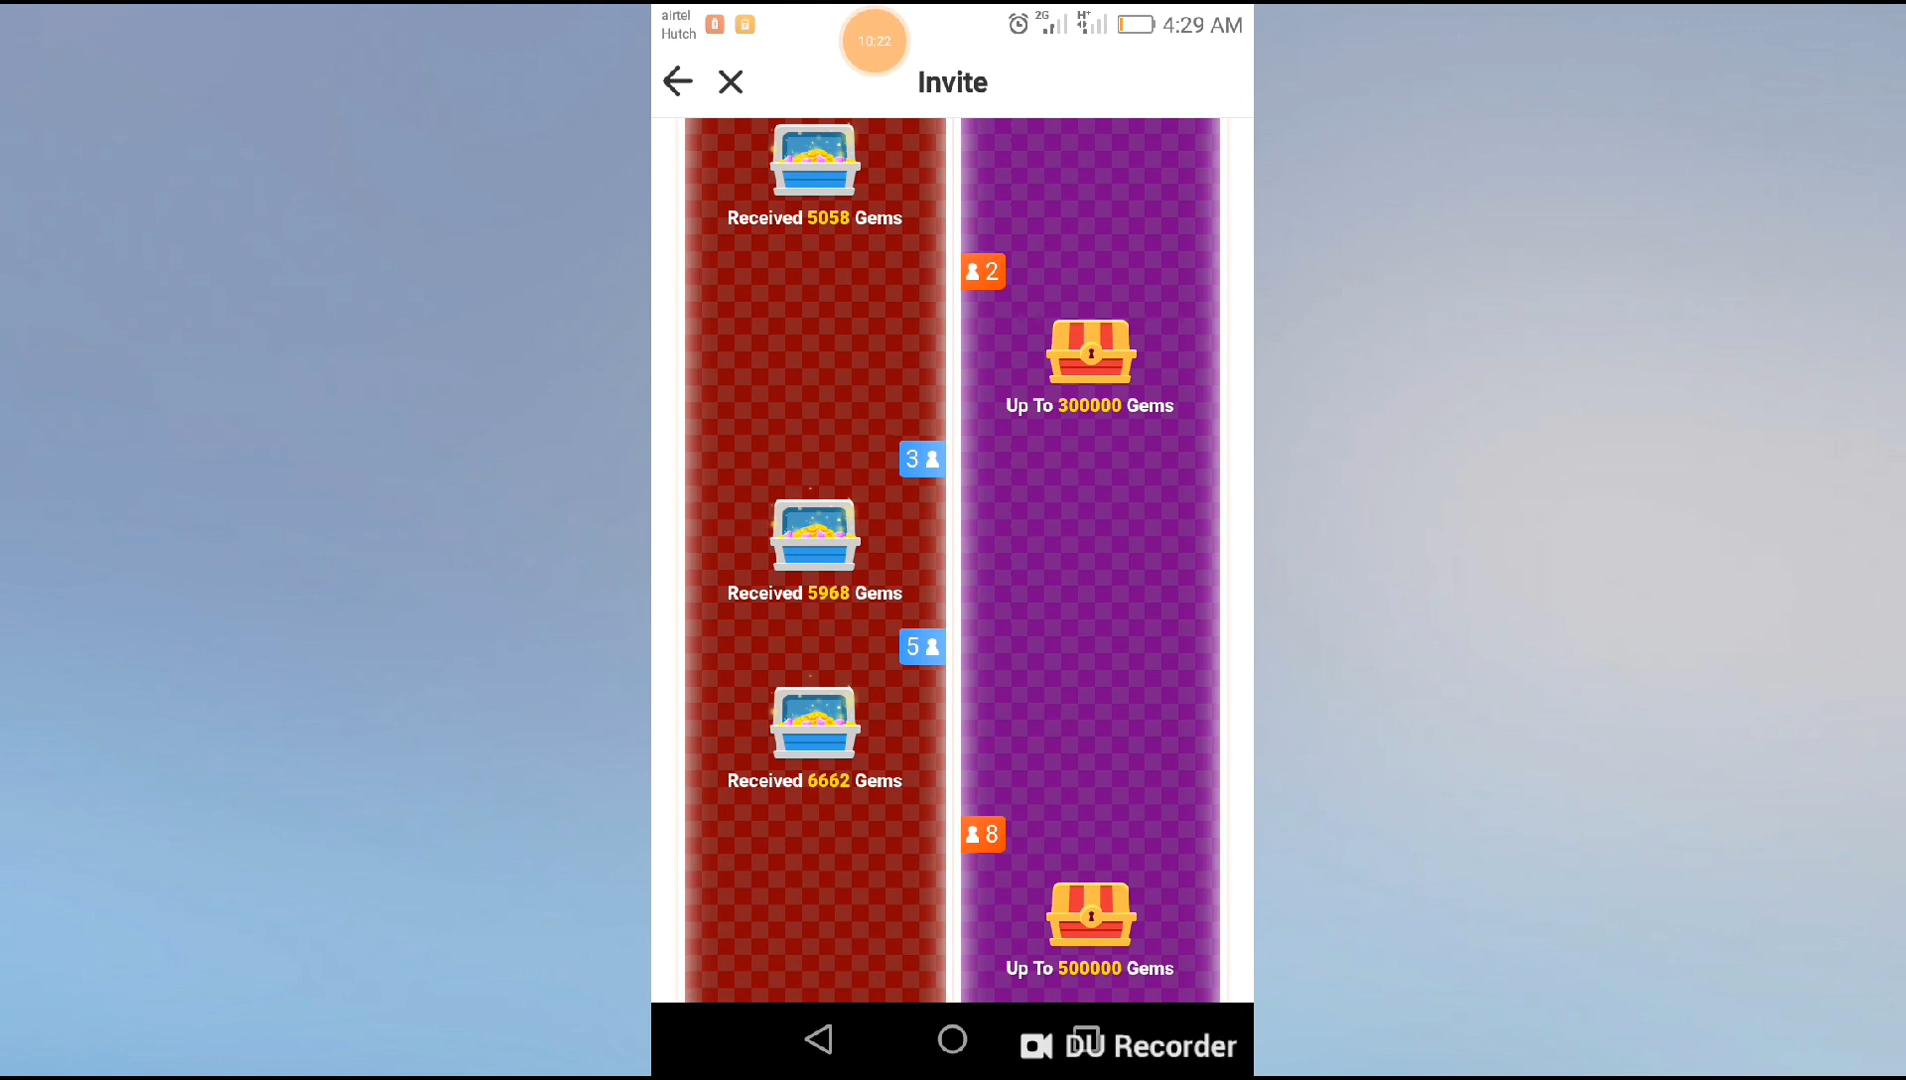 airtel
Hutch
10:22
2G
H+
4:29 AM
Invite
Received 5058 Gems
2
Up To 300000 Gems
3
Received 5968 Gems
5
Received 6662 Gems
8
Up To 500000 Gems
DU Recorder